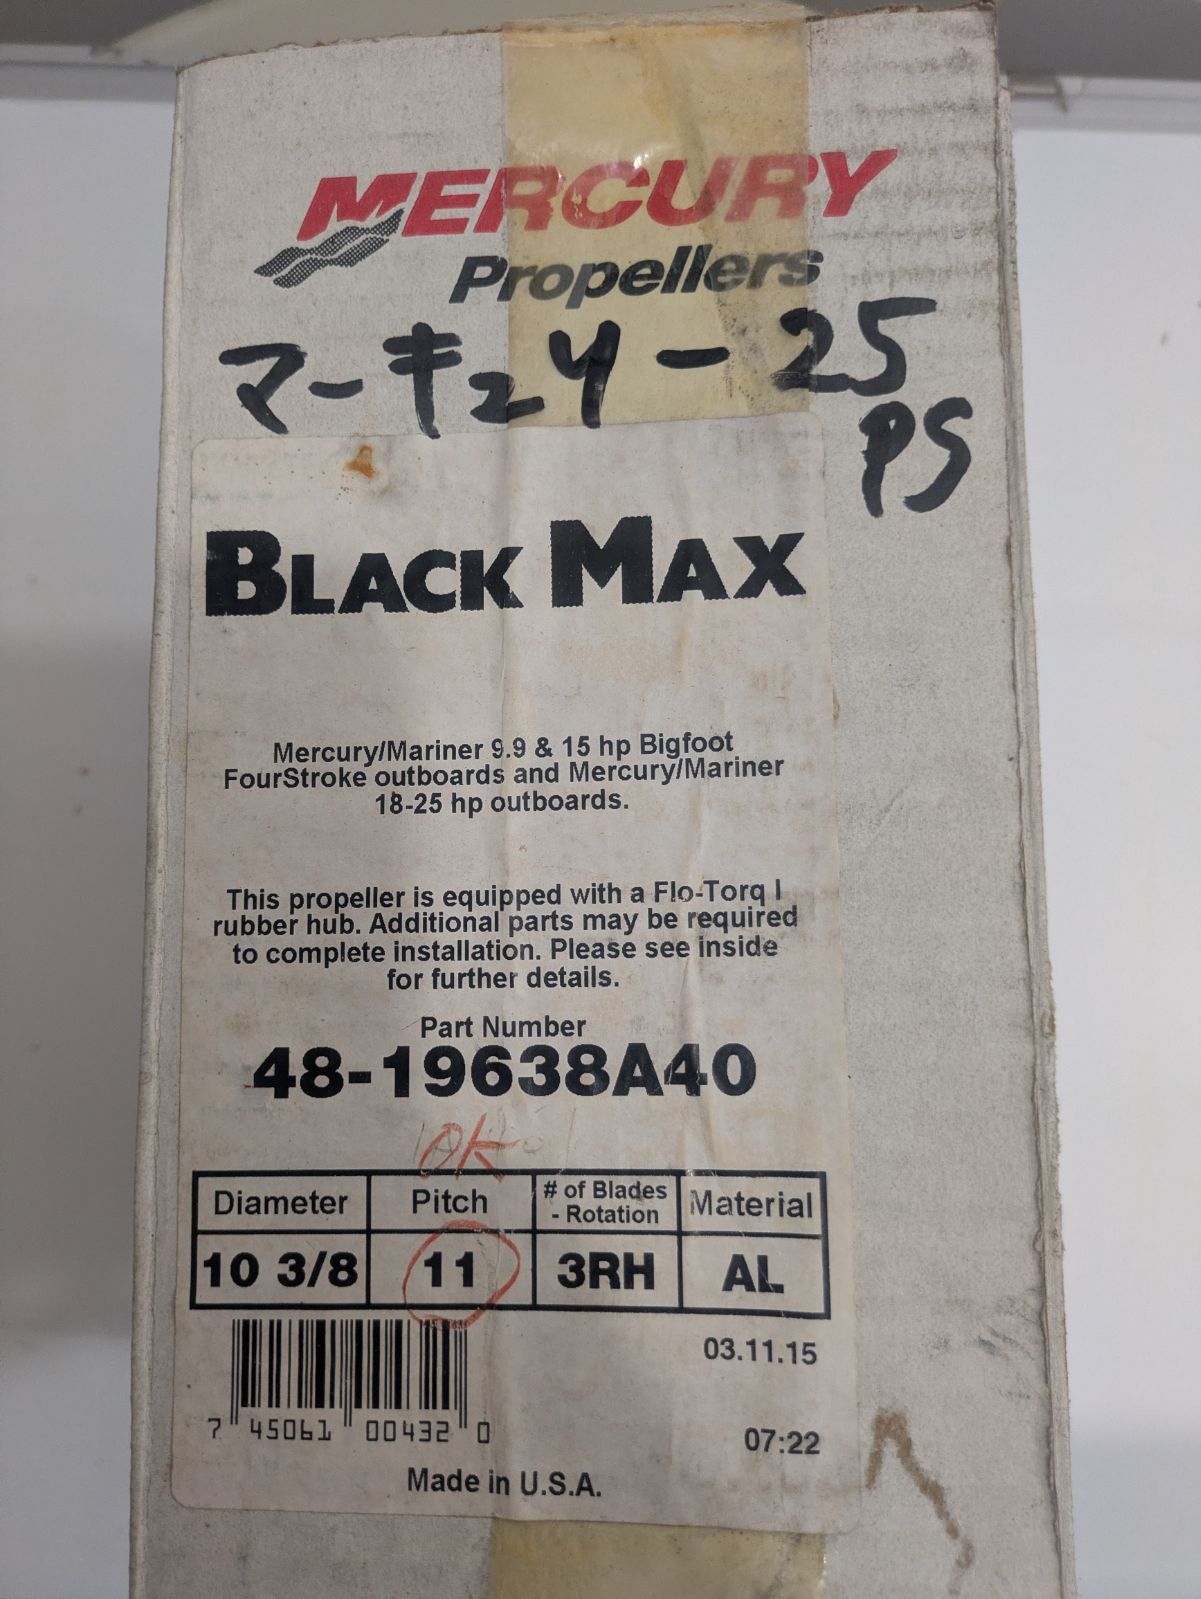 MERCURY
Propellers
マーキュリー25
PS
BLACK MAX
Mercury/Mariner 9.9 & 15 hp Bigfoot
FourStroke outboards and Mercury/Mariner
18-25 hp outboards.
This propeller is equipped with a Flo-Torq I
rubber hub. Additional parts may be required
to complete installation. Please see inside
for further details.
Part Number
48-19638A40
OK
Diameter Pitch # of Blades - Rotation Material
10 3/8 11 3RH AL
03.11.15
7 45061 00432 0
07:22
Made in U.S.A.